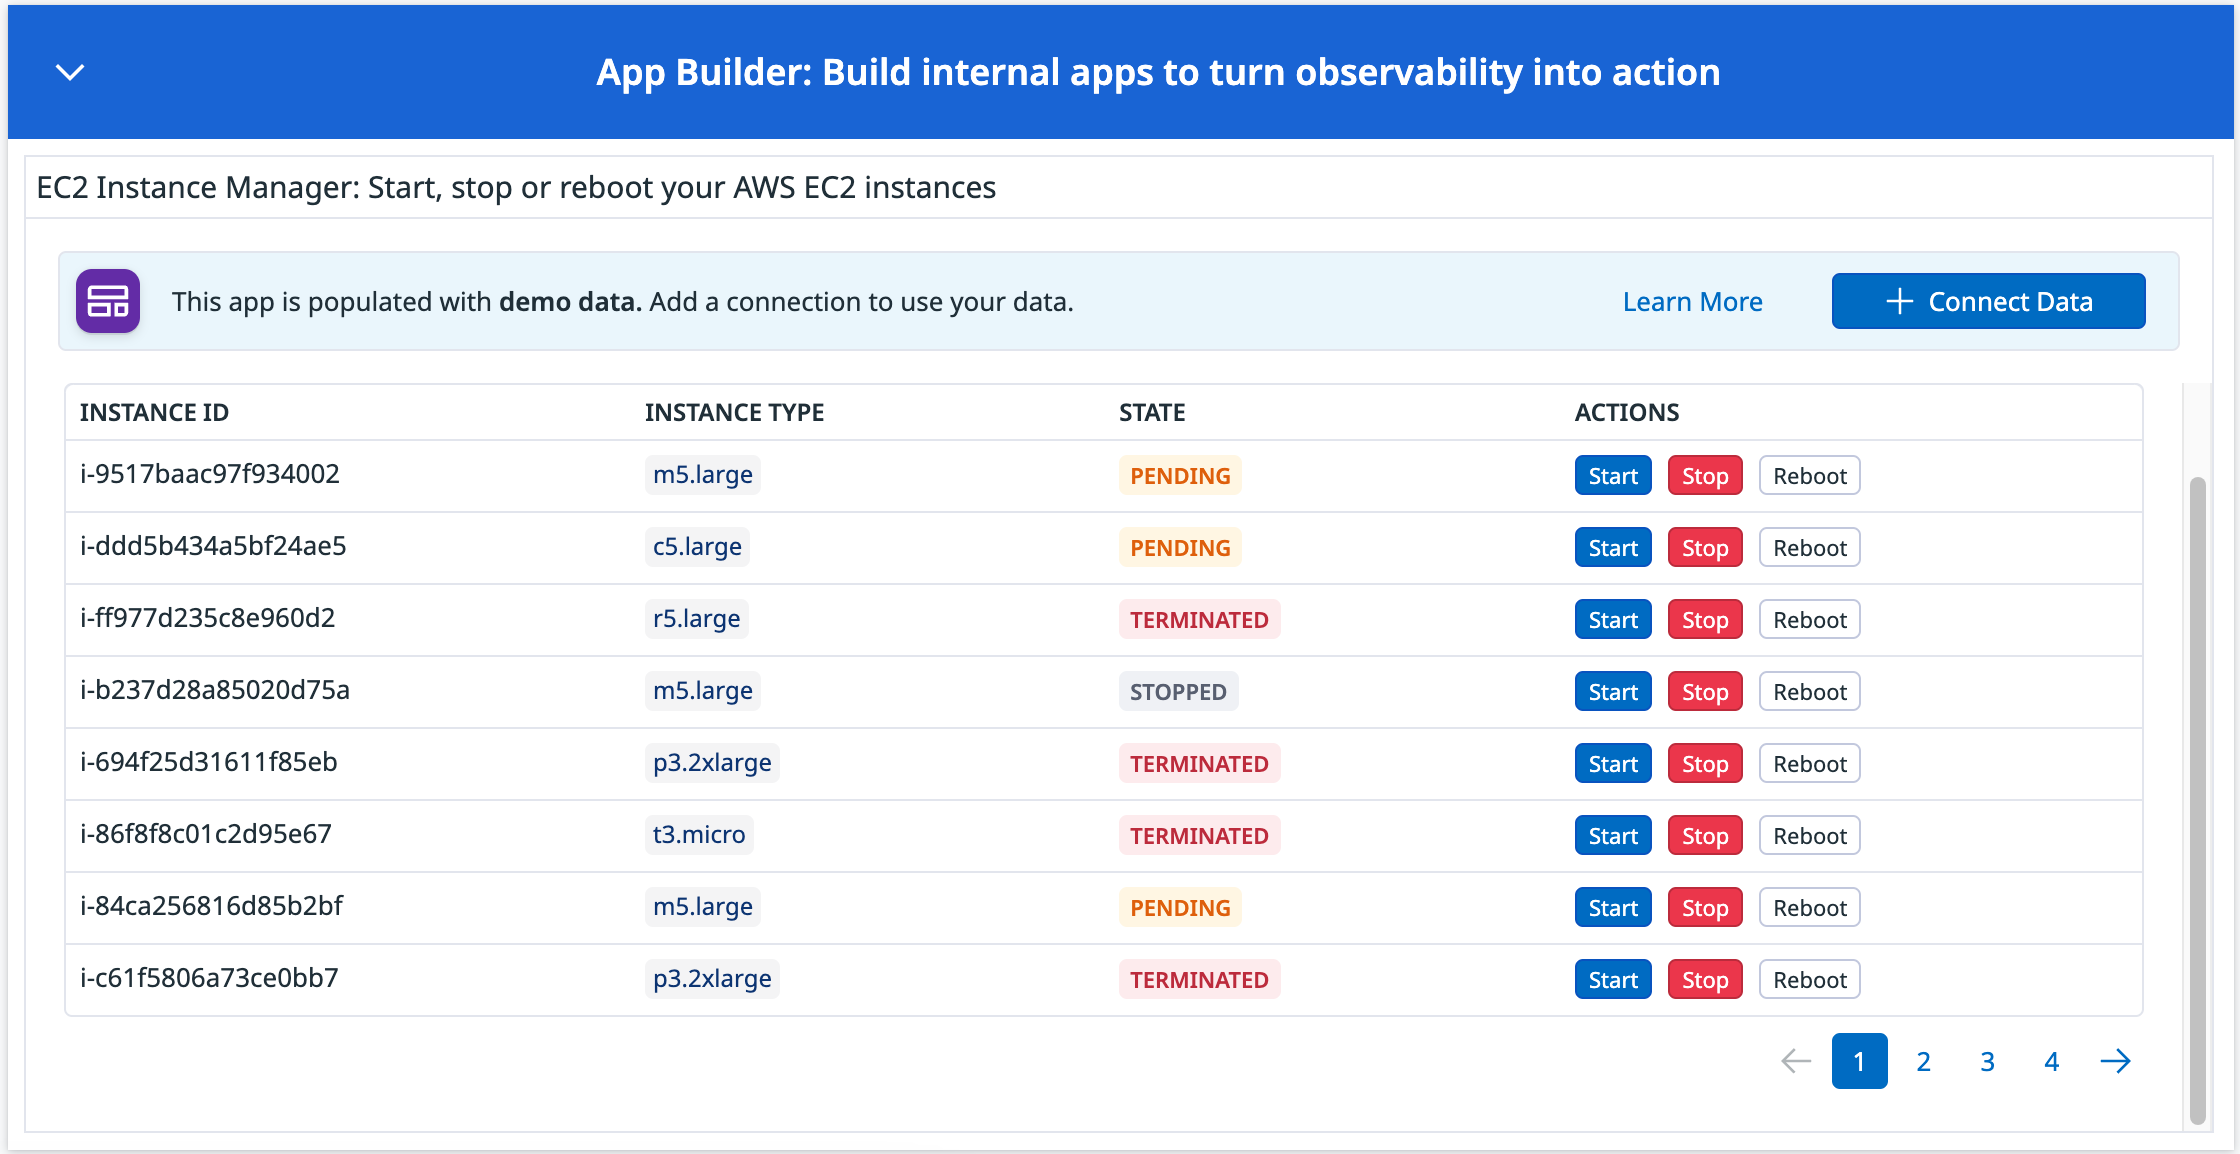 App Builder: Build internal apps to turn observability into action
EC2 Instance Manager: Start, stop or reboot your AWS EC2 instances
This app is populated with demo data. Add a connection to use your data. Learn More + Connect Data
INSTANCE ID INSTANCE TYPE STATE ACTIONS
i-9517baac97f934002 m5.large PENDING Start Stop Reboot
i-ddd5b434a5bf24ae5 c5.large PENDING Start Stop Reboot
i-ff977d235c8e960d2 r5.large TERMINATED Start Stop Reboot
i-b237d28a85020d75a m5.large STOPPED Start Stop Reboot
i-694f25d31611f85eb p3.2xlarge TERMINATED Start Stop Reboot
i-86f8f8c01c2d95e67 t3.micro TERMINATED Start Stop Reboot
i-84ca256816d85b2bf m5.large PENDING Start Stop Reboot
i-c61f5806a73ce0bb7 p3.2xlarge TERMINATED Start Stop Reboot
1 2 3 4